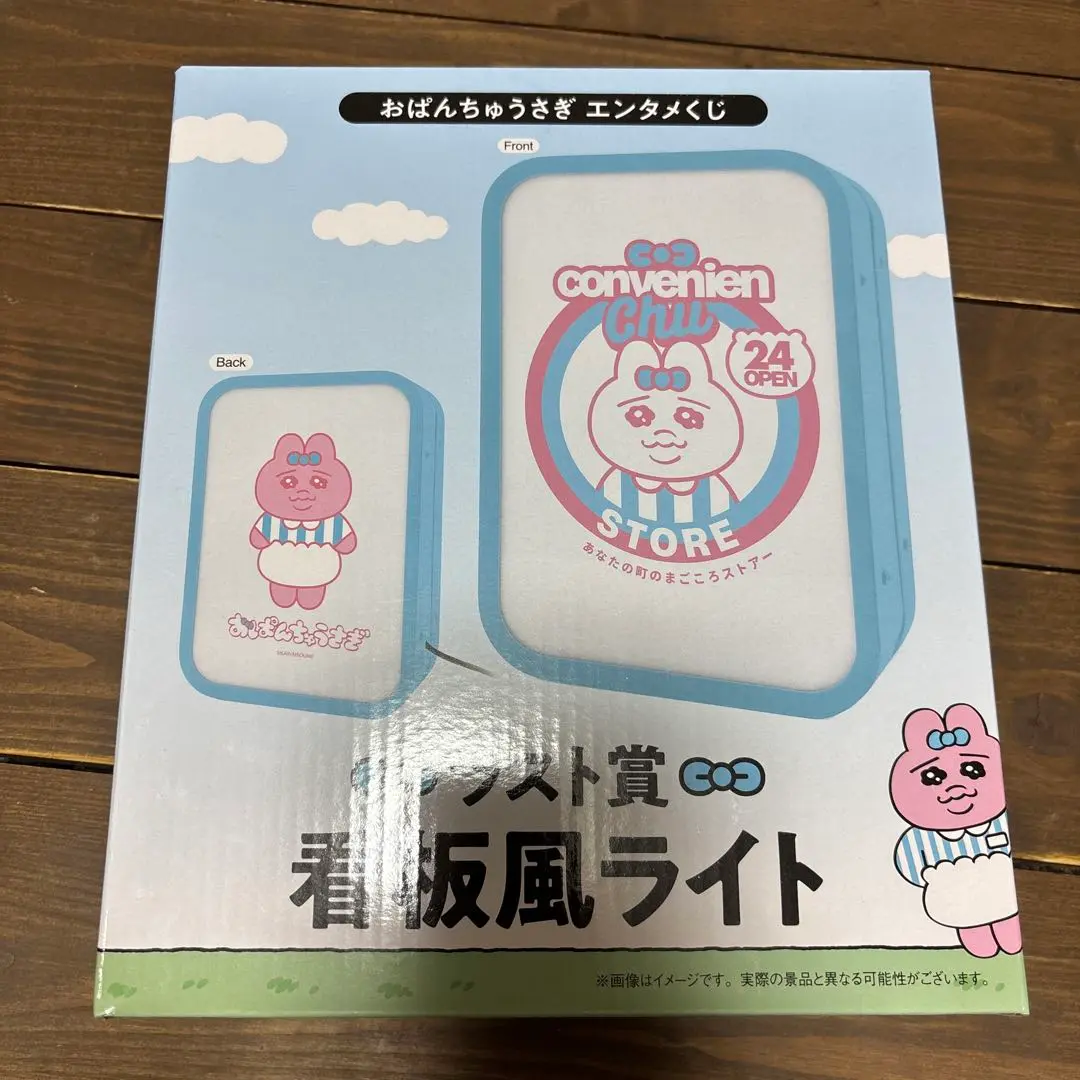 おぱんちゅうさぎ エンタメくじ
Front
convenien
Chu
24
OPEN
STORE
あなたの町のまごころストアー
Back
おぱんちゅうさぎ
ラスト賞
看板風ライト
※画像はイメージです。実際の景品と異なる可能性がございます。